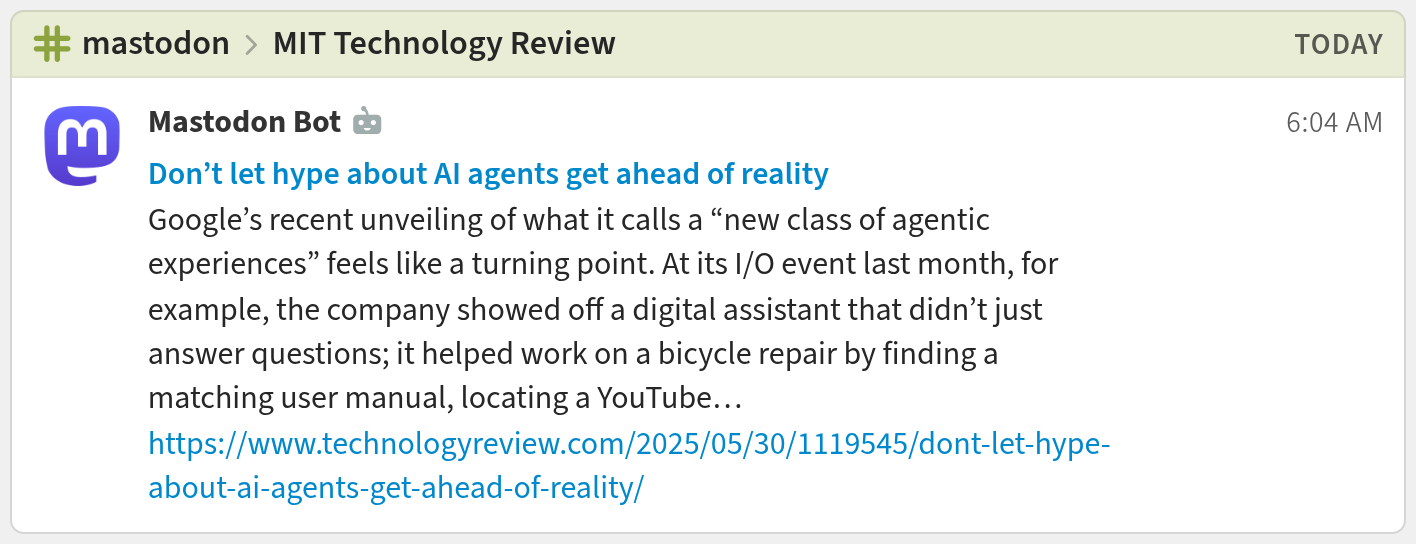 mastodon > MIT Technology Review TODAY
Mastodon Bot 6:04 AM
Don’t let hype about AI agents get ahead of reality
Google’s recent unveiling of what it calls a “new class of agentic
experiences” feels like a turning point. At its I/O event last month, for
example, the company showed off a digital assistant that didn’t just
answer questions; it helped work on a bicycle repair by finding a
matching user manual, locating a YouTube…
https://www.technologyreview.com/2025/05/30/1119545/dont-let-hype-
about-ai-agents-get-ahead-of-reality/